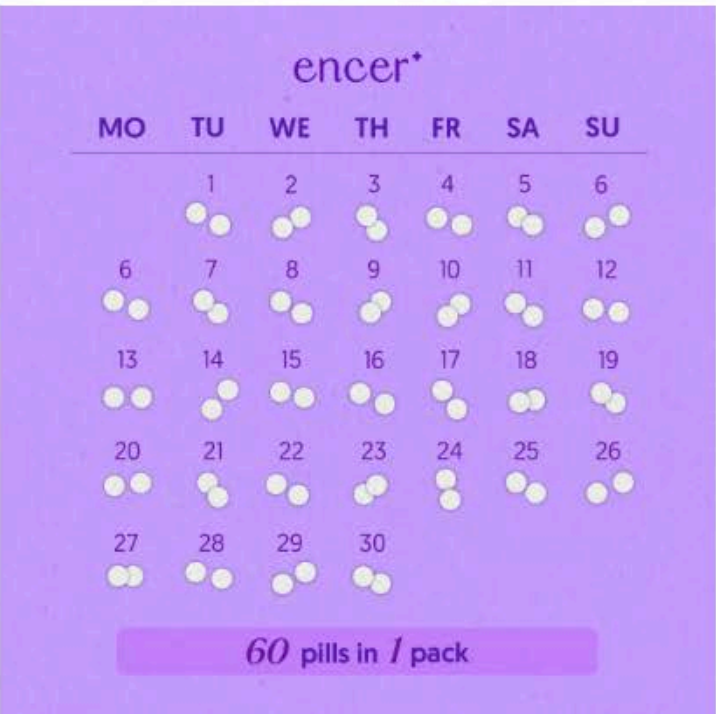 encer+
MO TU WE TH FR SA SU
1 2 3 4 5 6
6 7 8 9 10 11 12
13 14 15 16 17 18 19
20 21 22 23 24 25 26
27 28 29 30
60 pills in 1 pack